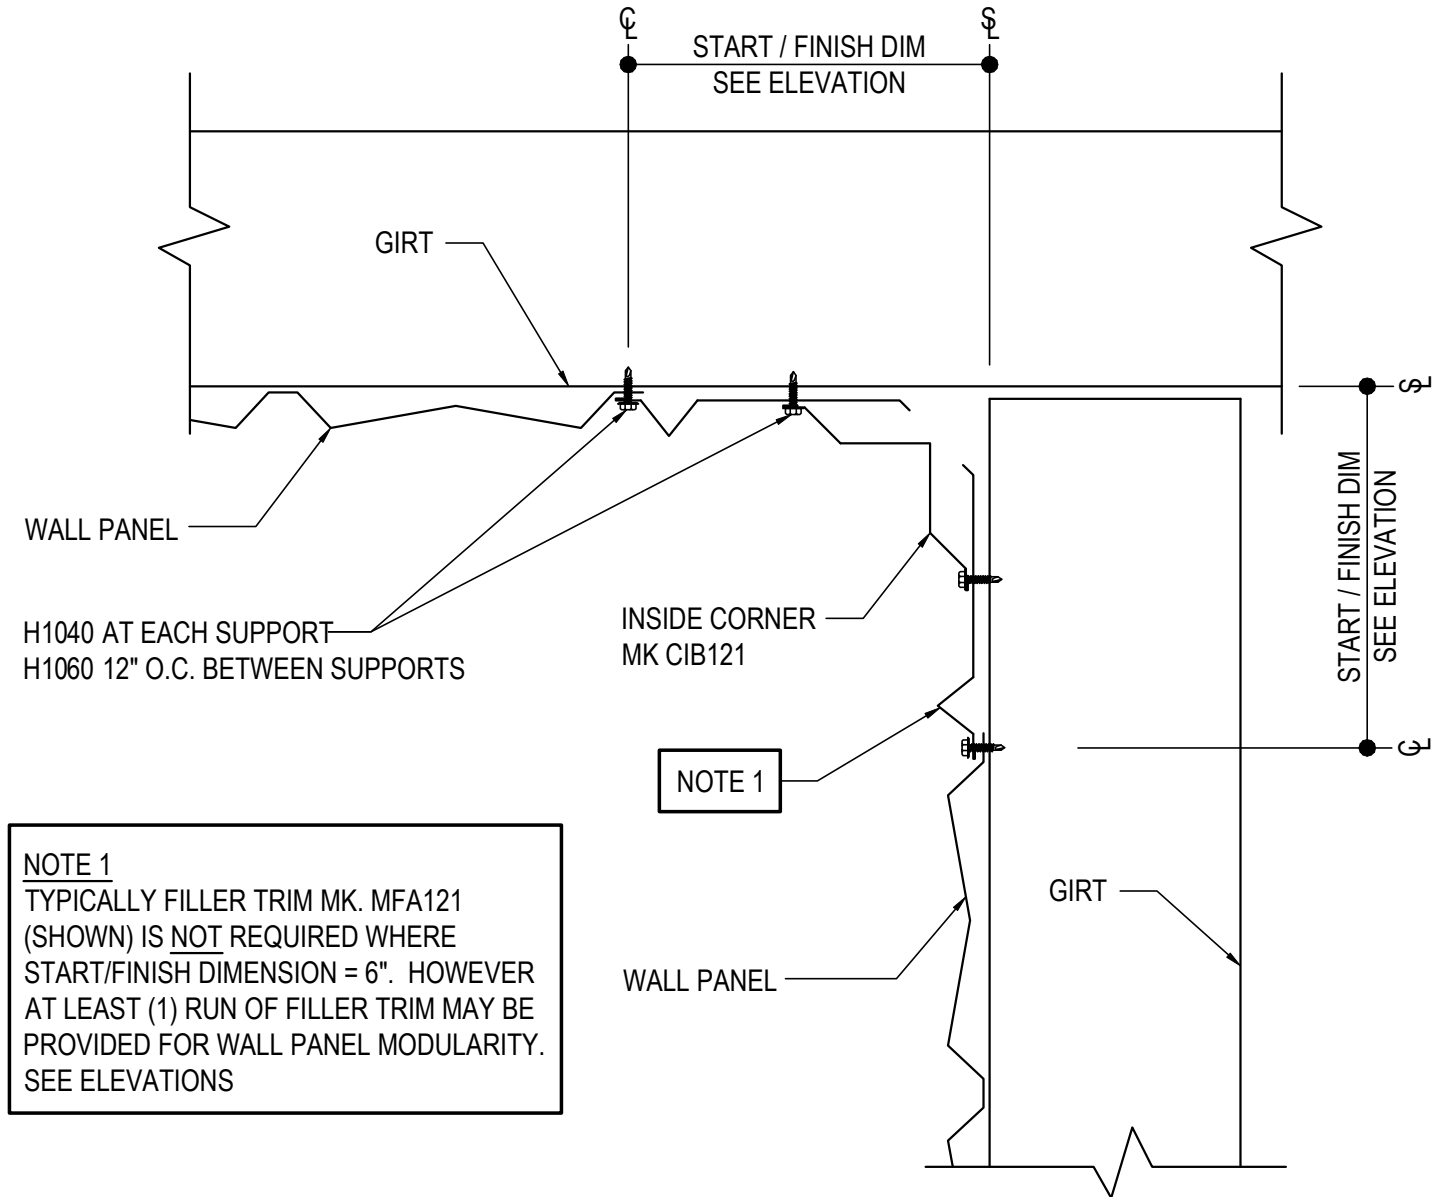 CL
SL
START / FINISH DIM
SEE ELEVATION
GIRT
SL
WALL PANEL
START / FINISH DIM
SEE ELEVATION
H1040 AT EACH SUPPORT
H1060 12" O.C. BETWEEN SUPPORTS
INSIDE CORNER
MK CIB121
CL
NOTE 1
NOTE 1
TYPICALLY FILLER TRIM MK. MFA121
(SHOWN) IS NOT REQUIRED WHERE
START/FINISH DIMENSION = 6". HOWEVER
AT LEAST (1) RUN OF FILLER TRIM MAY BE
PROVIDED FOR WALL PANEL MODULARITY.
SEE ELEVATIONS
GIRT
WALL PANEL